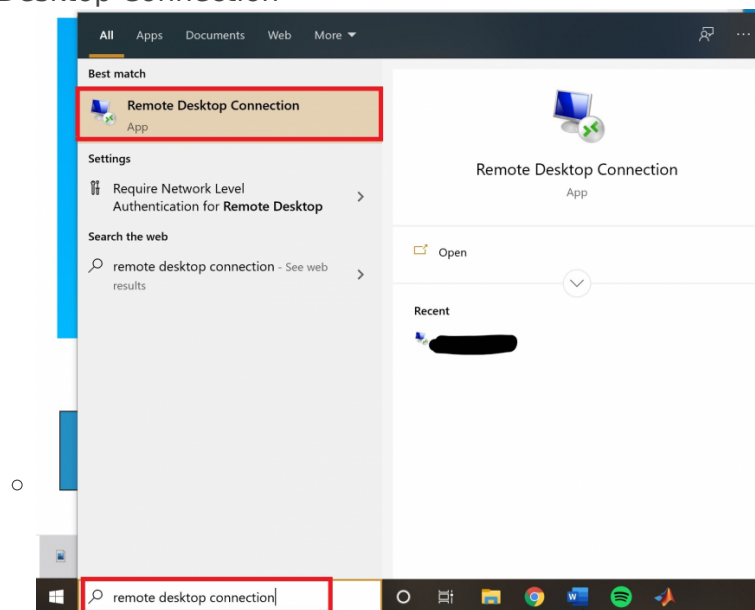 Desktop Connection
All Apps Documents Web More
Best match
Remote Desktop Connection
App
Settings
Require Network Level
Authentication for Remote Desktop
Search the web
remote desktop connection - See web
results
Remote Desktop Connection
App
Open
Recent
remote desktop connection